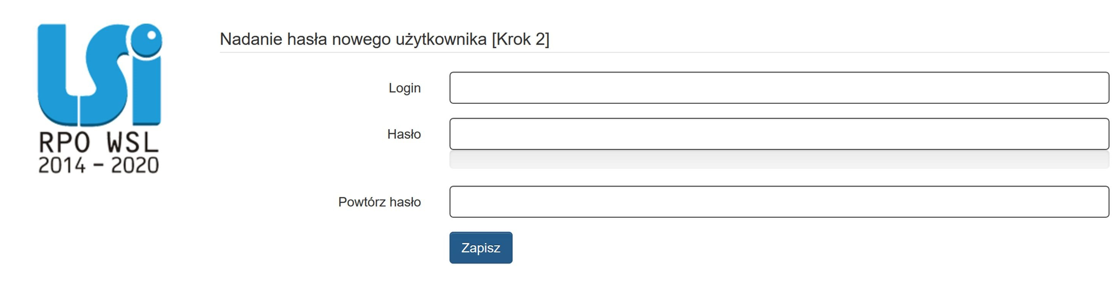 LSi
RPO WSL
2014 – 2020
Nadanie hasła nowego użytkownika [Krok 2]
Login
Hasło
Powtórz hasło
Zapisz